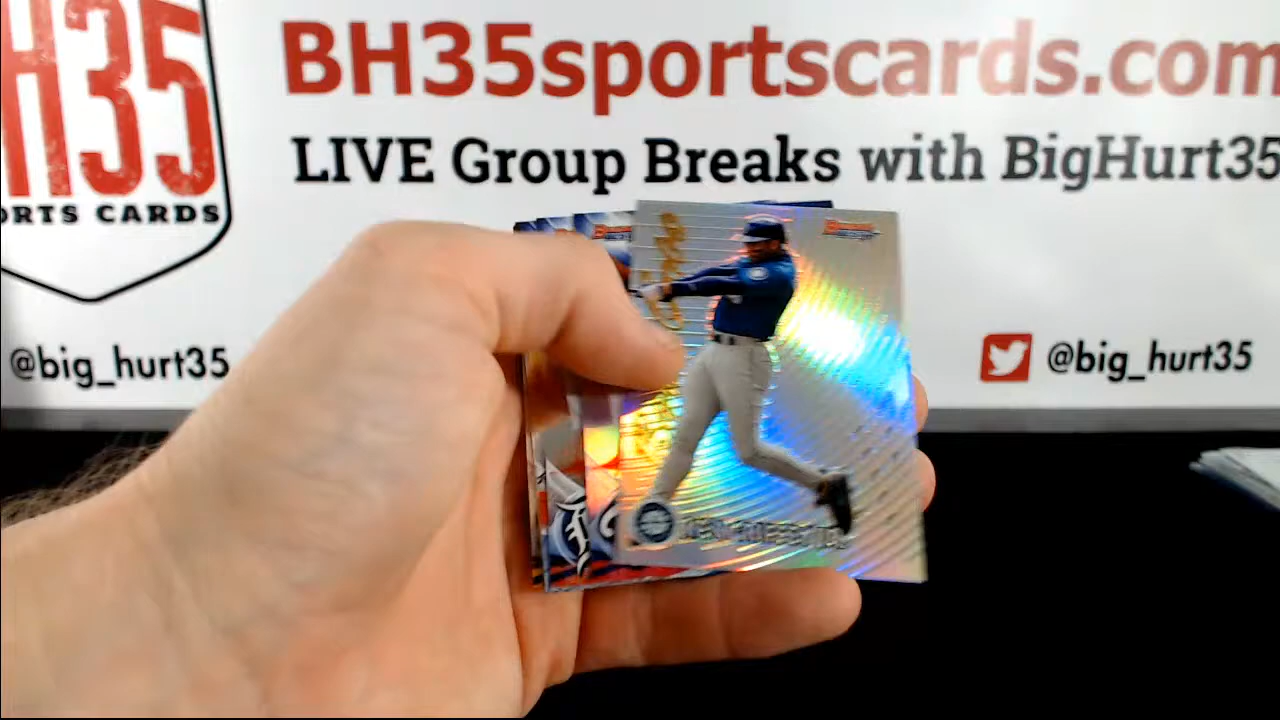 H35
ORTS CARDS
BH35sportscards.com
LIVE Group Breaks with BigHurt35
@big_hurt35
@big_hurt35